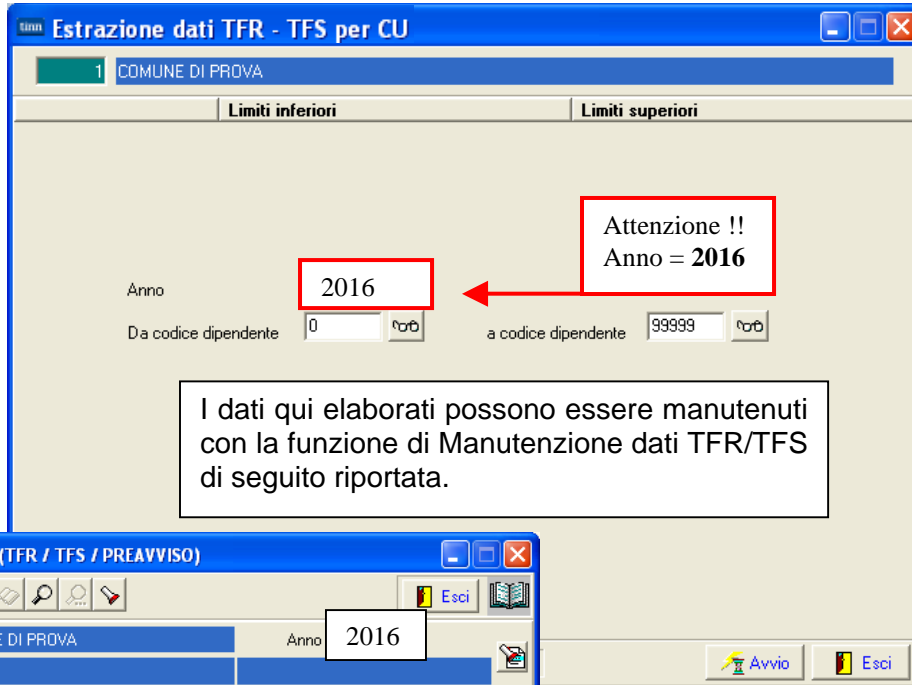 tinn Estrazione dati TFR - TFS per CU
1 COMUNE DI PROVA
Limiti inferiori Limiti superiori
Attenzione !!
Anno = 2016
Anno 2016
Da codice dipendente 0 a codice dipendente 99999
I dati qui elaborati possono essere manutenuti
con la funzione di Manutenzione dati TFR/TFS
di seguito riportata.
(TFR / TFS / PREAVVISO)
Esci
E DI PROVA Anno 2016
Avvio Esci